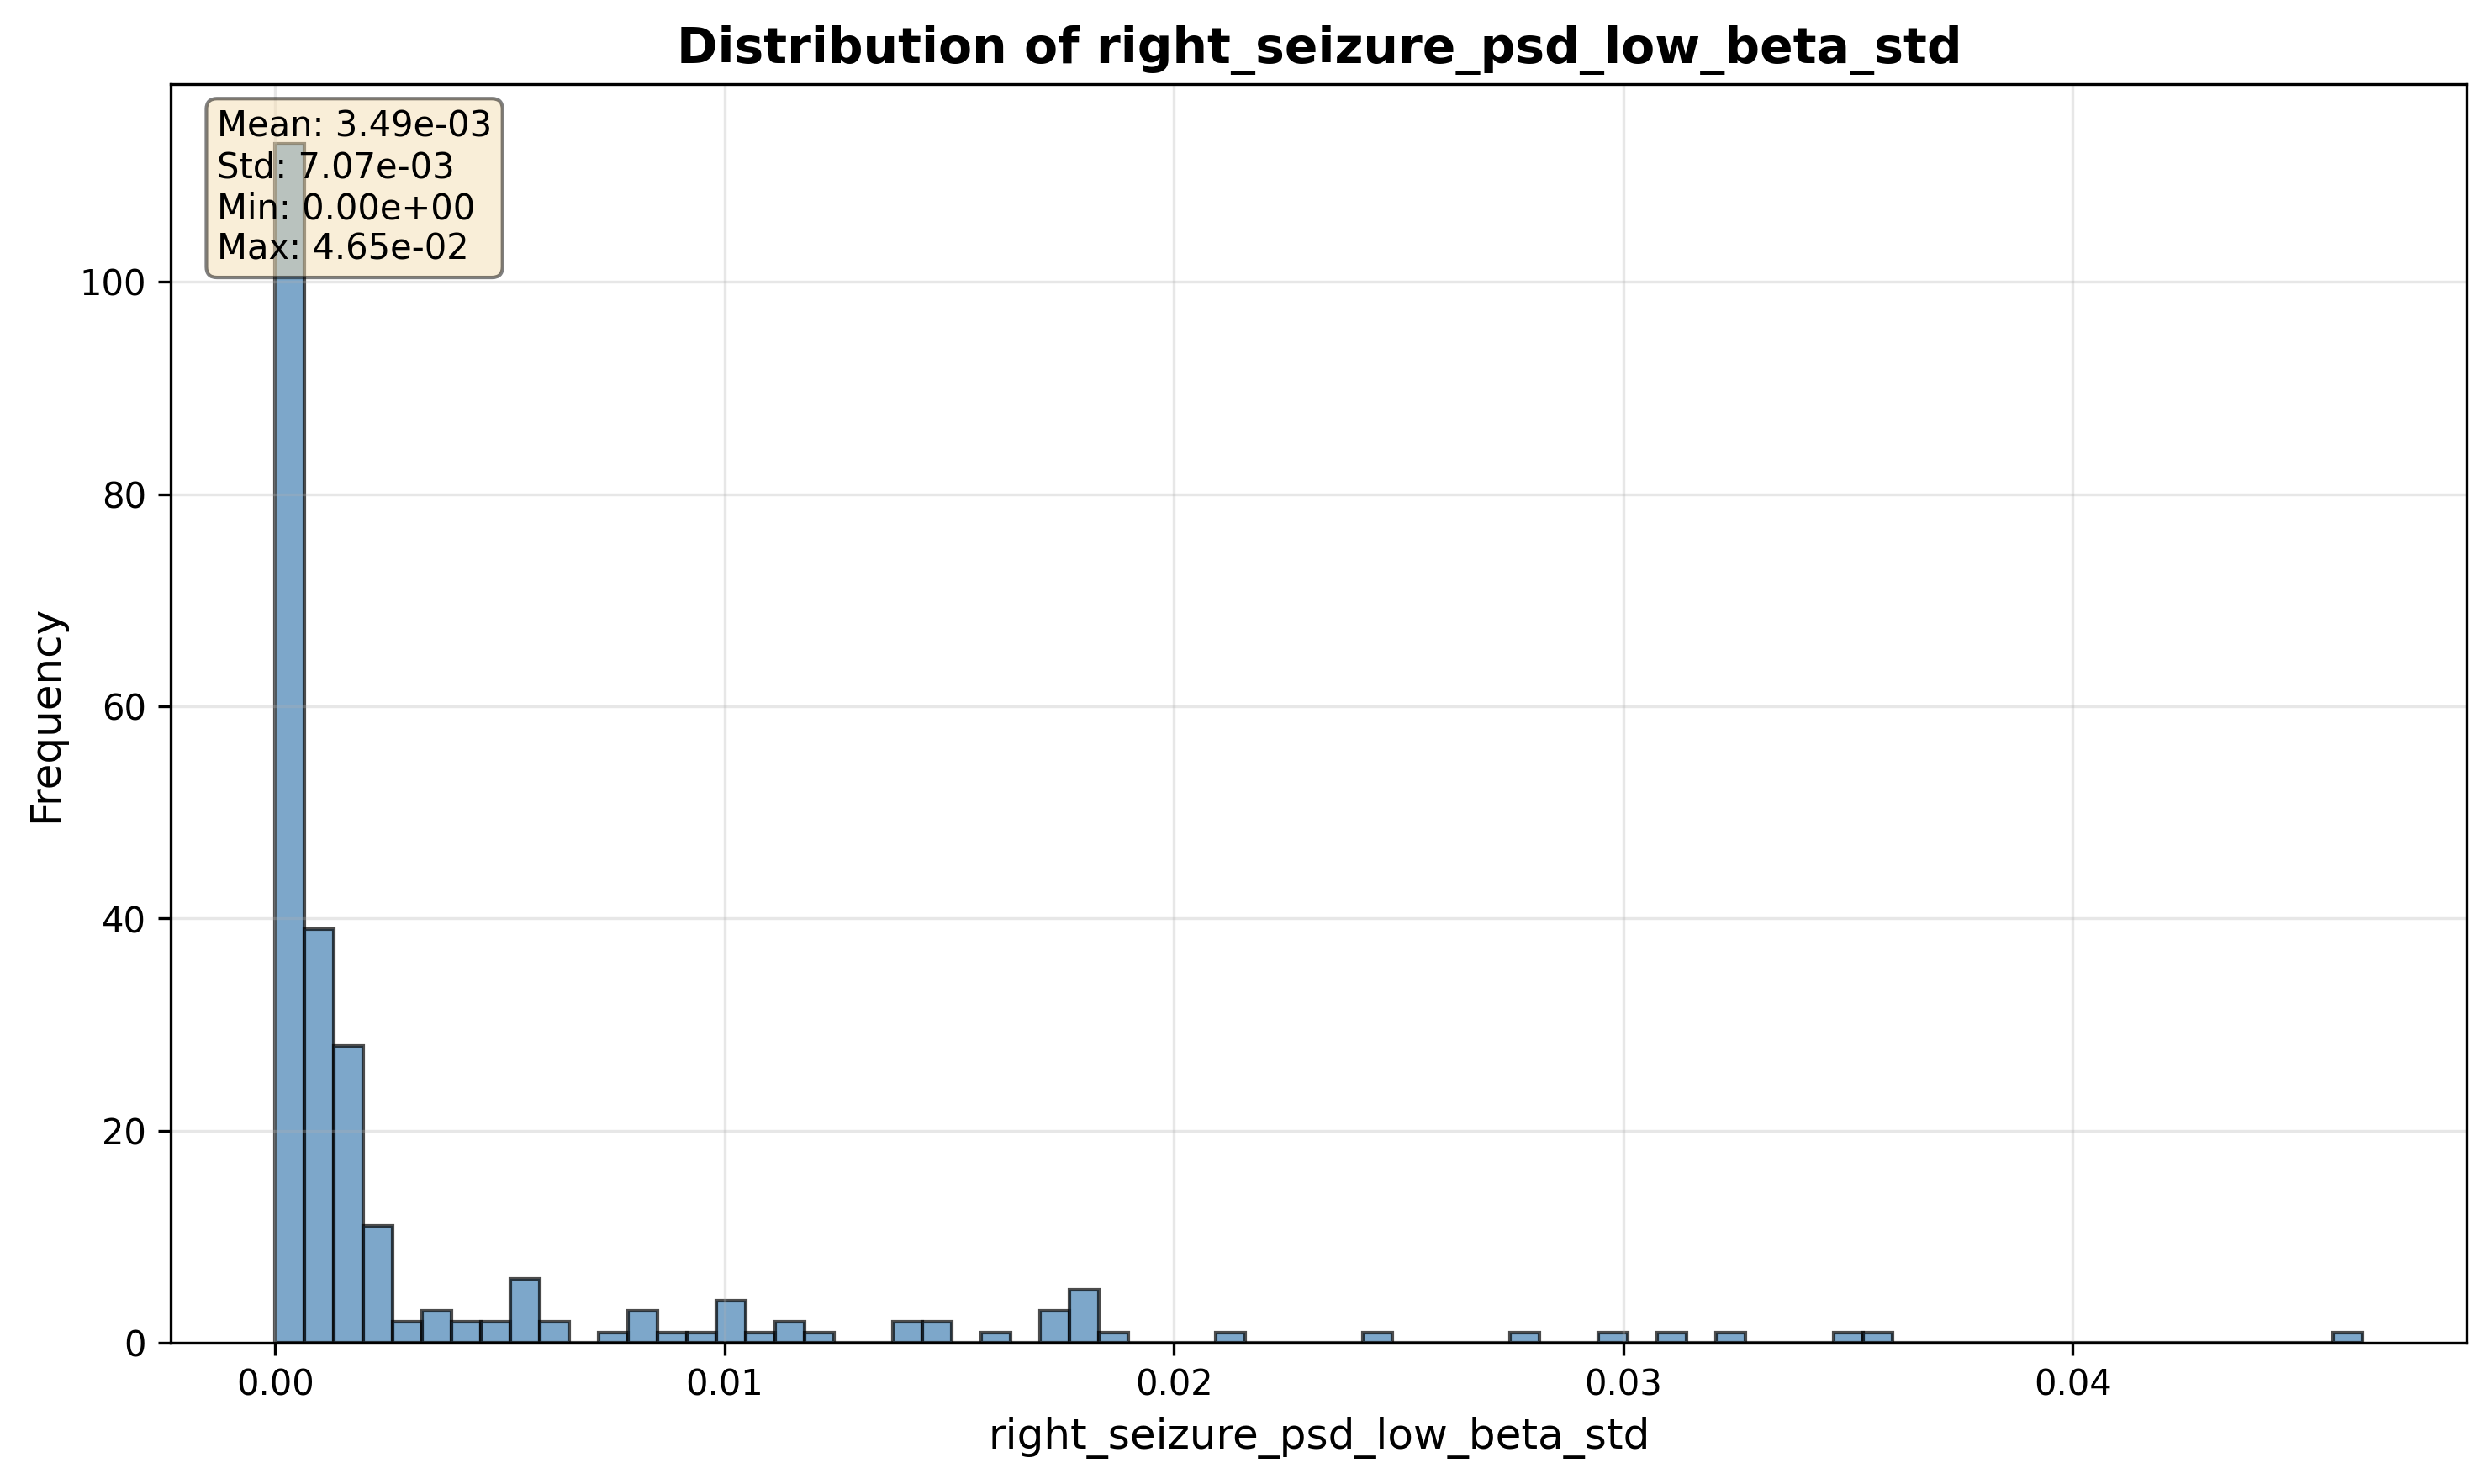 Distribution of right_seizure_psd_low_beta_std
Mean: 3.49e-03
Std: 7.07e-03
Min: 0.00e+00
Max: 4.65e-02
100
80
60
40
20
0
Frequency
0.00 0.01 0.02 0.03 0.04
right_seizure_psd_low_beta_std